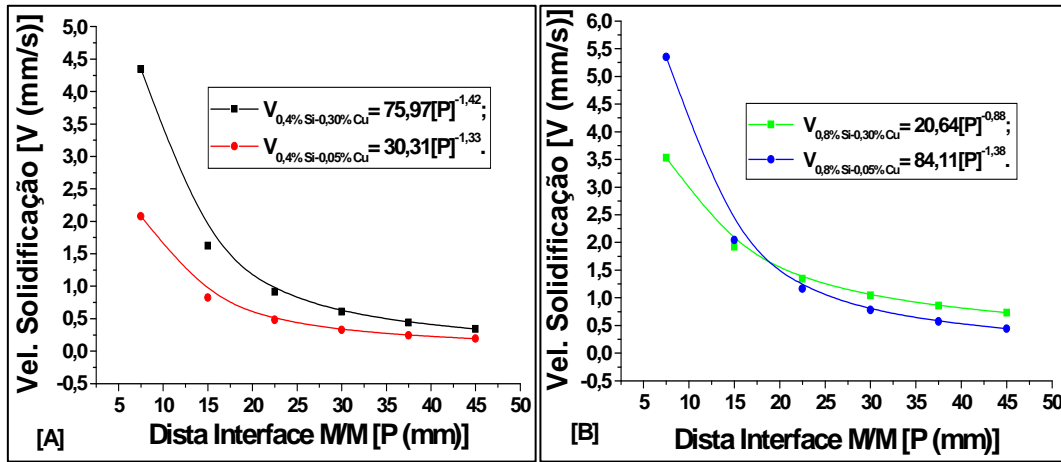 Vel. Solidificação [V (mm/s)]
5,0
4,5
4,0
3,5
3,0
2,5
2,0
1,5
1,0
0,5
0,0
-0,5
V0,4% Si-0,30% Cu = 75,97[P]-1,42;
V0,4% Si-0,05% Cu = 30,31[P]-1,33.
5 10 15 20 25 30 35 40 45 50
[A]
Dista Interface M/M [P (mm)]
Vel. Solidificação [V (mm/s)]
6,0
5,5
5,0
4,5
4,0
3,5
3,0
2,5
2,0
1,5
1,0
0,5
0,0
-0,5
V0,8% Si-0,30% Cu = 20,64[P]-0,88;
V0,8% Si-0,05% Cu = 84,11[P]-1,38.
5 10 15 20 25 30 35 40 45 50
[B]
Dista Interface M/M [P (mm)]